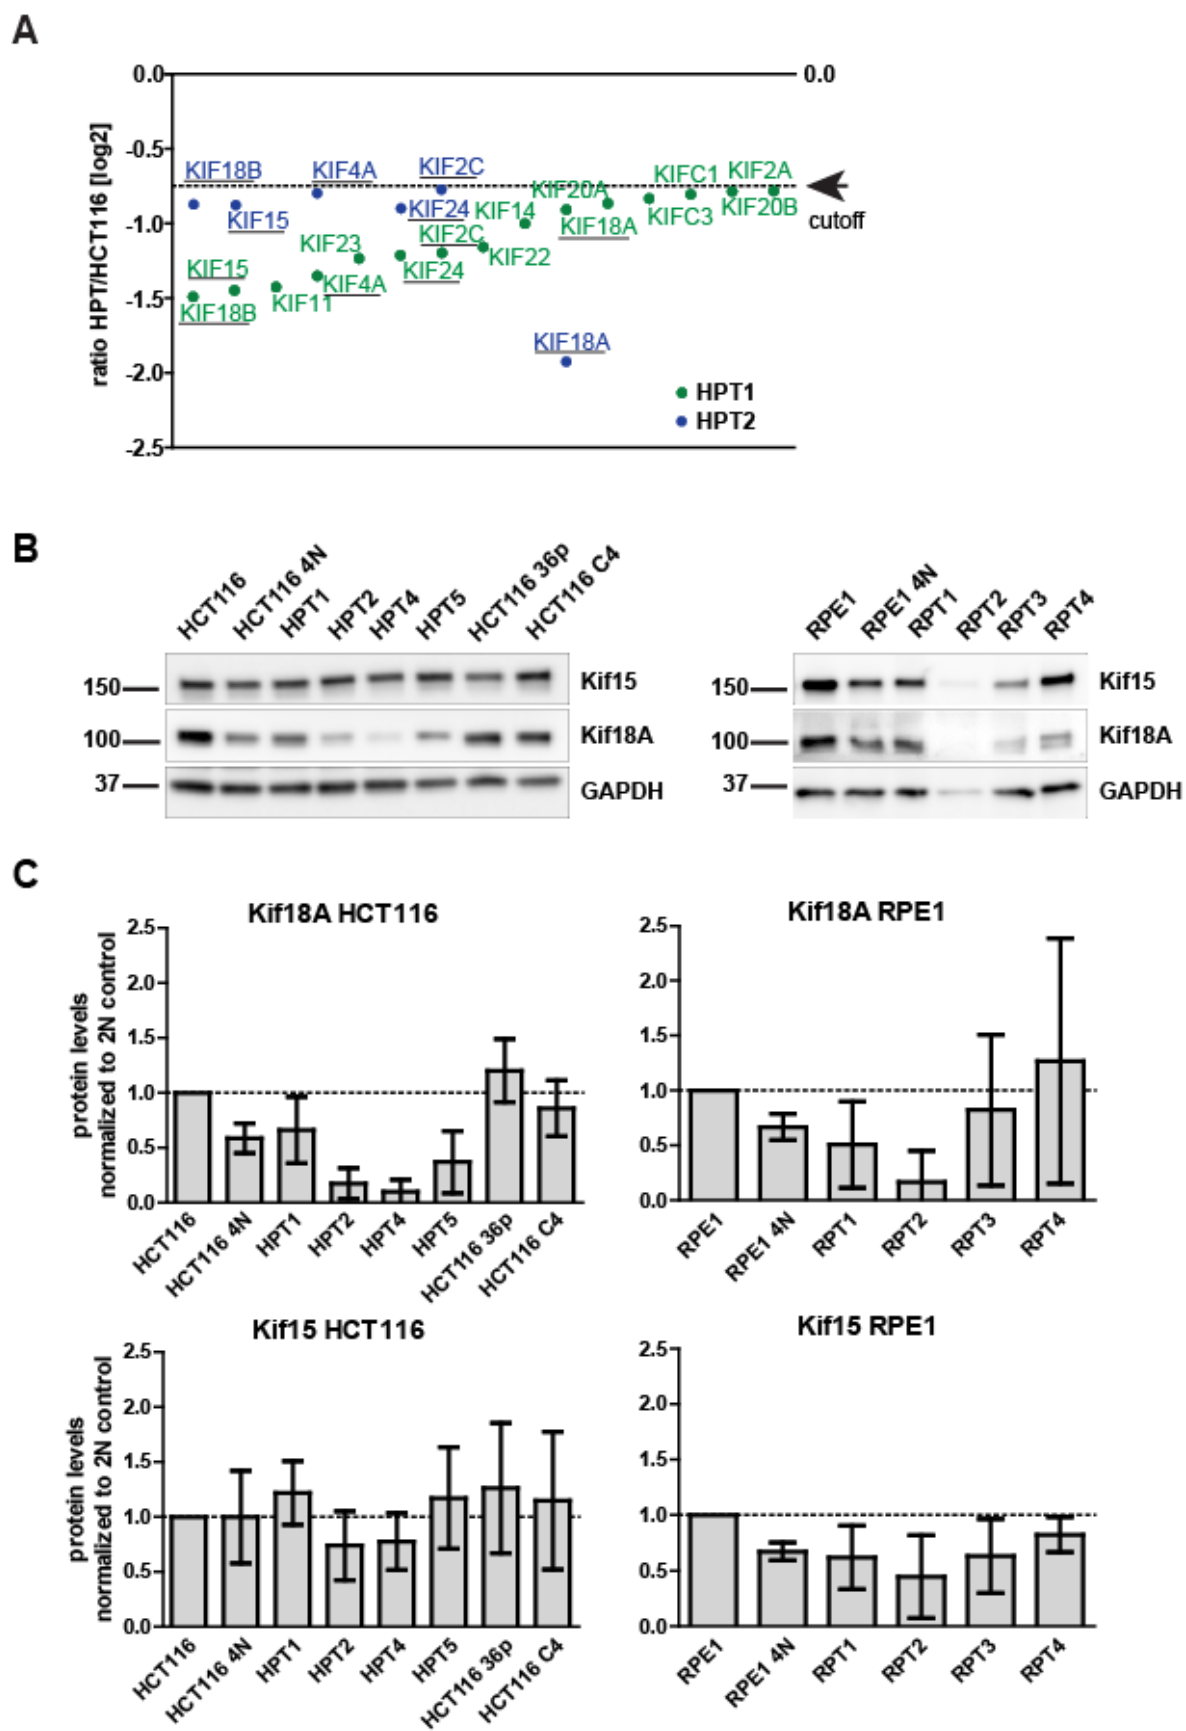 A
0.0
0.0
-0.5
-1.0
-1.5
-2.0
-2.5
ratio HPT/HCT116 [log2]
KIF18B
KIF4A
KIF2C
KIFC1
KIF2A
KIF20A
KIF15
KIF24
KIF14
KIF18A
KIFC3
KIF20B
cutoff
KIF23
KIF2C
KIF22
KIF15
KIF24
KIF4A
KIF18B
KIF11
KIF18A
HPT1
HPT2
B
HCT116
HCT116 4N
HPT1
HPT2
HPT4
HPT5
HCT116 36p
HCT116 C4
150
Kif15
100
Kif18A
37
GAPDH
RPE1
RPE1 4N
RPT1
RPT2
RPT3
RPT4
150
Kif15
100
Kif18A
37
GAPDH
C
Kif18A HCT116
protein levels
normalized to 2N control
2.5
2.0
1.5
1.0
0.5
0.0
HCT116
HCT116 4N
HPT1
HPT2
HPT4
HPT5
HCT116 36p
HCT116 C4
Kif18A RPE1
2.5
2.0
1.5
1.0
0.5
0.0
RPE1
RPE1 4N
RPT1
RPT2
RPT3
RPT4
Kif15 HCT116
protein levels
normalized to 2N control
2.5
2.0
1.5
1.0
0.5
0.0
HCT116
HCT116 4N
HPT1
HPT2
HPT4
HPT5
HCT116 36p
HCT116 C4
Kif15 RPE1
2.5
2.0
1.5
1.0
0.5
0.0
RPE1
RPE1 4N
RPT1
RPT2
RPT3
RPT4